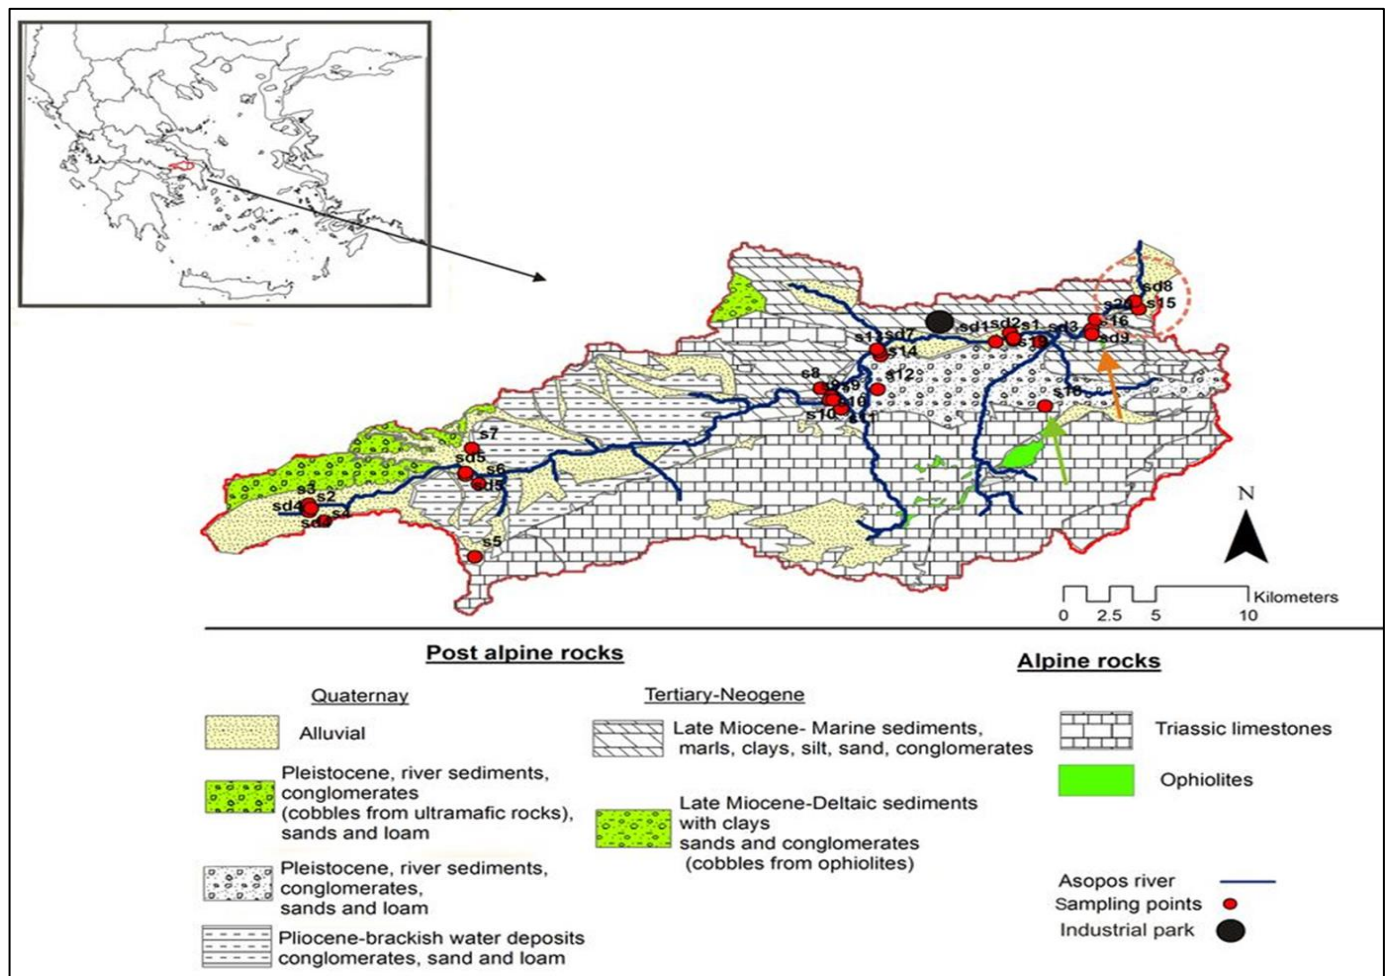 sd8
s20 s15
s16
sd1 sd2 s1 sd3
sd7
s19 sd9
s14
s8
s9
s12
s10
s10
s11
s18
s7
sd5
s6
sd5
s3
s2
sd4
s4
s5
N
Kilometers
0 2.5 5 10
Post alpine rocks
Alpine rocks
Quaternay
Tertiary-Neogene
Alluvial
Late Miocene- Marine sediments,
marls, clays, silt, sand, conglomerates
Triassic limestones
Pleistocene, river sediments,
conglomerates
(cobbles from ultramafic rocks),
sands and loam
Late Miocene-Deltaic sediments
with clays
sands and conglomerates
(cobbles from ophiolites)
Ophiolites
Pleistocene, river sediments,
conglomerates,
sands and loam
Pliocene-brackish water deposits
conglomerates, sand and loam
Asopos river
Sampling points
Industrial park